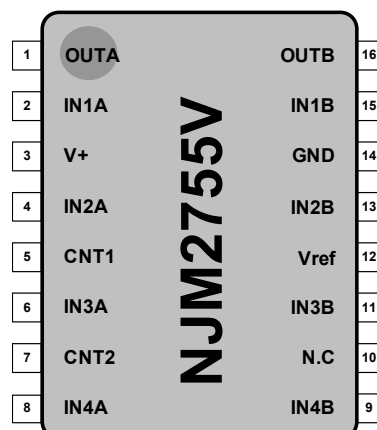 1 OUTA OUTB 16
2 IN1A IN1B 15
3 V+ GND 14
4 IN2A IN2B 13
5 CNT1 Vref 12
6 IN3A IN3B 11
7 CNT2 N.C 10
8 IN4A IN4B 9
NJM2755V